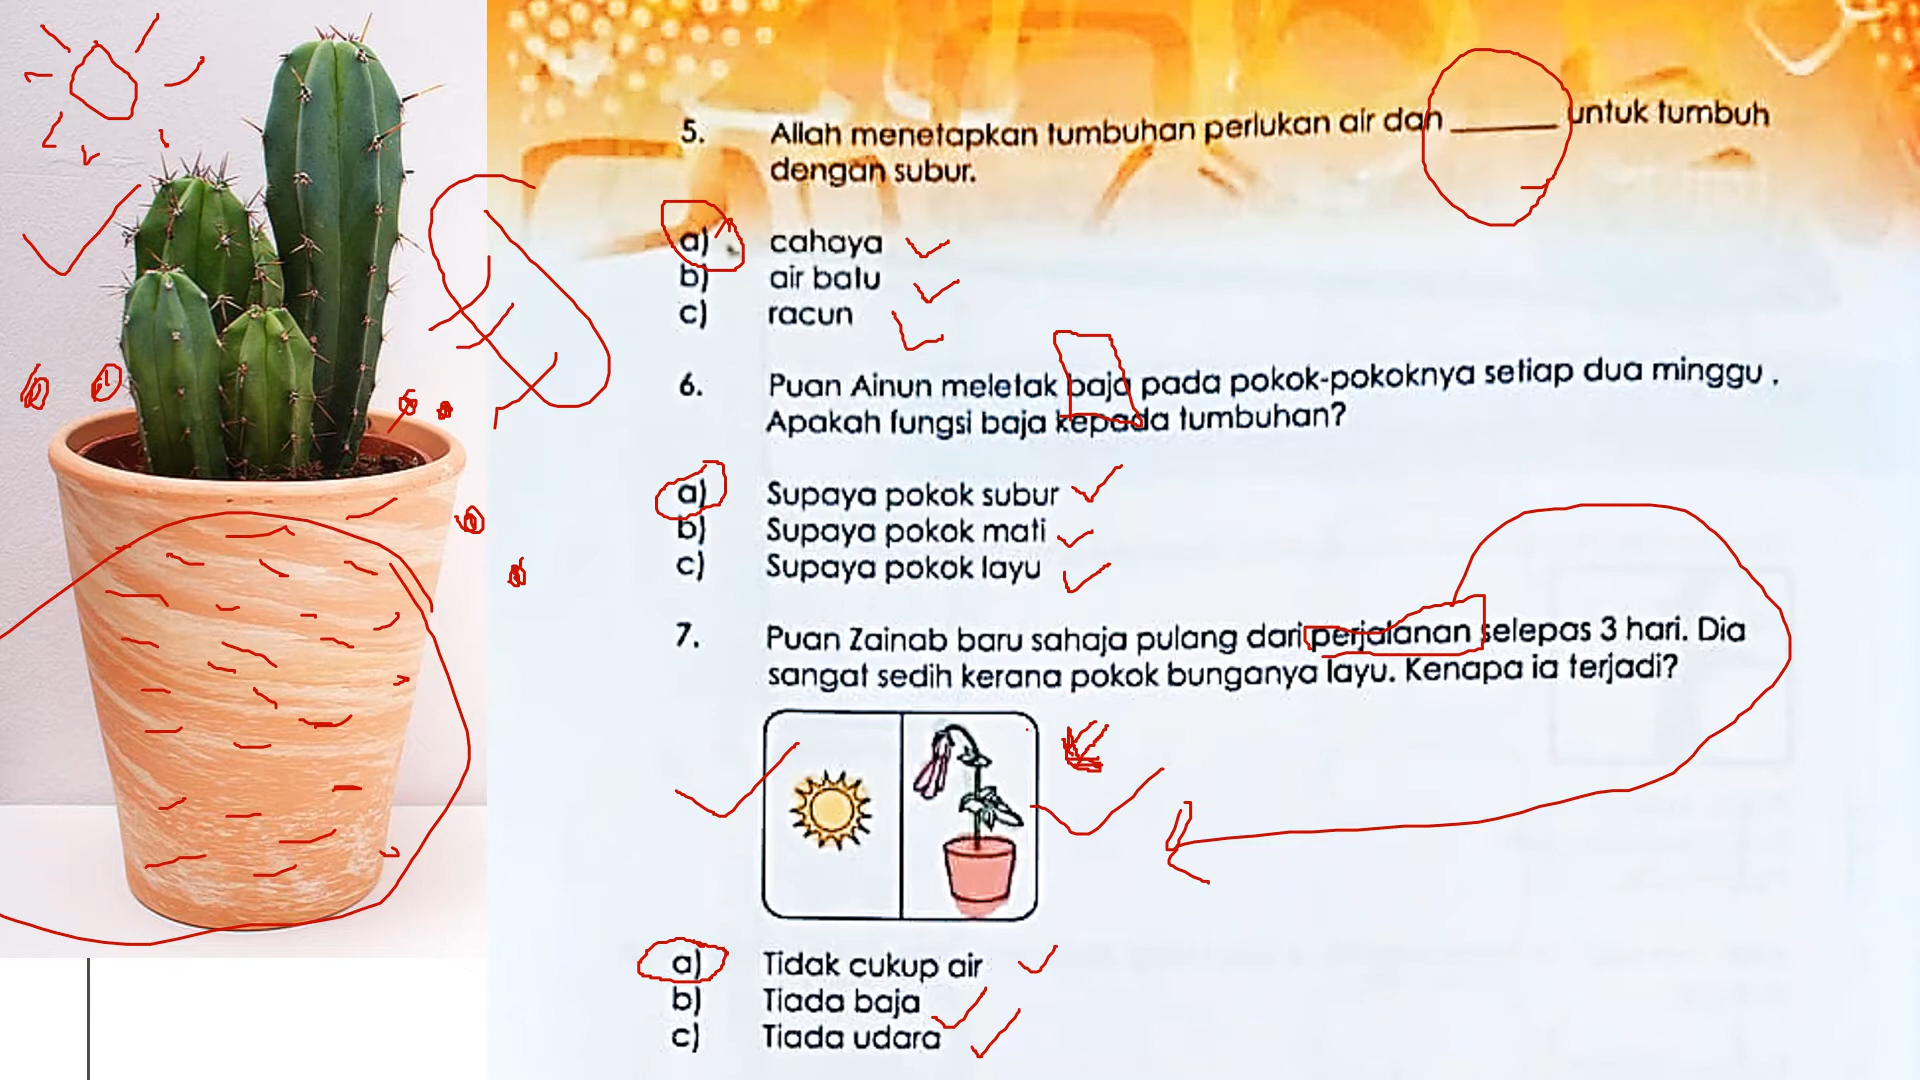 5. Allah menetapkan tumbuhan perlukan air dan ______ untuk tumbuh
dengan subur.
a) cahaya
b) air batu
c) racun
6. Puan Ainun meletak baja pada pokok-pokoknya setiap dua minggu .
Apakah fungsi baja kepada tumbuhan?
a) Supaya pokok subur
b) Supaya pokok mati
c) Supaya pokok layu
7. Puan Zainab baru sahaja pulang dari perjalanan selepas 3 hari. Dia
sangat sedih kerana pokok bunganya layu. Kenapa ia terjadi?
a) Tidak cukup air
b) Tiada baja
c) Tiada udara